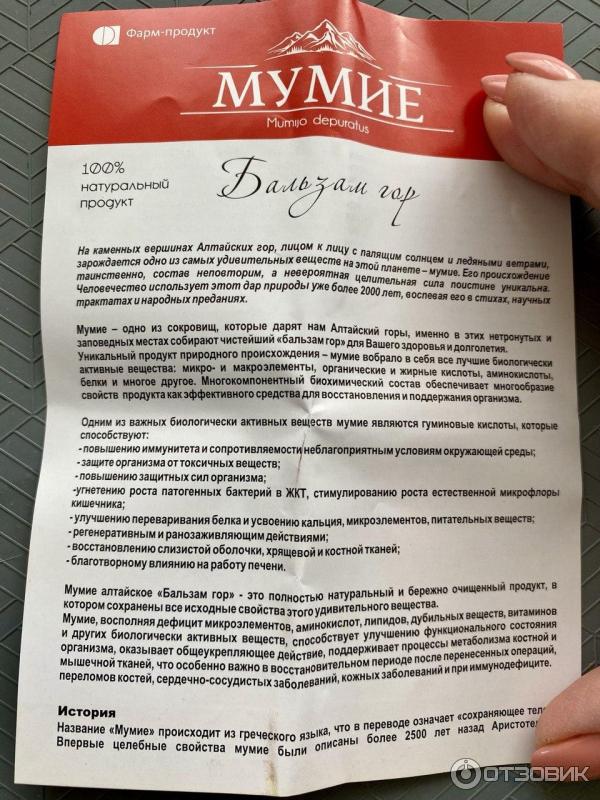 Фарм-продукт
МУМИЕ
Mumijo depuratus
100%
натуральный
продукт
Бальзам гор
На каменных вершинах Алтайских гор, лицом к лицу с палящим солнцем и ледяными ветрами,
зарождается одно из самых удивительных веществ на этой планете – мумие. Его происхождение
таинственно, состав неповторим, а невероятная целительная сила поистине уникальна.
Человечество использует этот дар природы уже более 2000 лет, воспевая его в стихах, научных
трактатах и народных преданиях.
Мумие – одно из сокровищ, которые дарят нам Алтайский горы, именно в этих нетронутых и
заповедных местах собирают чистейший «бальзам гор» для Вашего здоровья и долголетия.
Уникальный продукт природного происхождения – мумие вобрало в себя все лучшие биологически
активные вещества: микро- и макроэлементы, органические и жирные кислоты, аминокислоты,
белки и многое другое. Многокомпонентный биохимический состав обеспечивает многообразие
свойств продукта как эффективного средства для восстановления и поддержания организма.
Одним из важных биологически активных веществ мумие являются гуминовые кислоты, которые
способствуют:
- повышению иммунитета и сопротивляемости неблагоприятным условиям окружающей среды;
- защите организма от токсичных веществ;
- повышению защитных сил организма;
-угнетению роста патогенных бактерий в ЖКТ, стимулированию роста естественной микрофлоры
кишечника;
- улучшению переваривания белка и усвоению кальция, микроэлементов, питательных веществ;
- регенеративным и ранозаживляющим действиями;
- восстановлению слизистой оболочки, хрящевой и костной тканей;
- благотворному влиянию на работу печени.
Мумие алтайское «Бальзам гор» - это полностью натуральный и бережно очищенный продукт, в
котором сохранены все исходные свойства этого удивительного вещества.
Мумие, восполняя дефицит микроэлементов, аминокислот, липидов, дубильных веществ, витаминов
и других биологически активных веществ, способствует улучшению функционального состояния
организма, оказывает общеукрепляющее действие, поддерживает процессы метаболизма костной и
мышечной тканей, что особенно важно в восстановительном периоде после перенесенных операций,
переломов костей, сердечно-сосудистых заболеваний, кожных заболеваний и при иммунодефиците.
История
Название «Мумие» происходит из греческого языка, что в переводе означает «сохраняющее тело
Впервые целебные свойства мумие были описаны более 2500 лет назад Аристотел
ОТЗОВИК